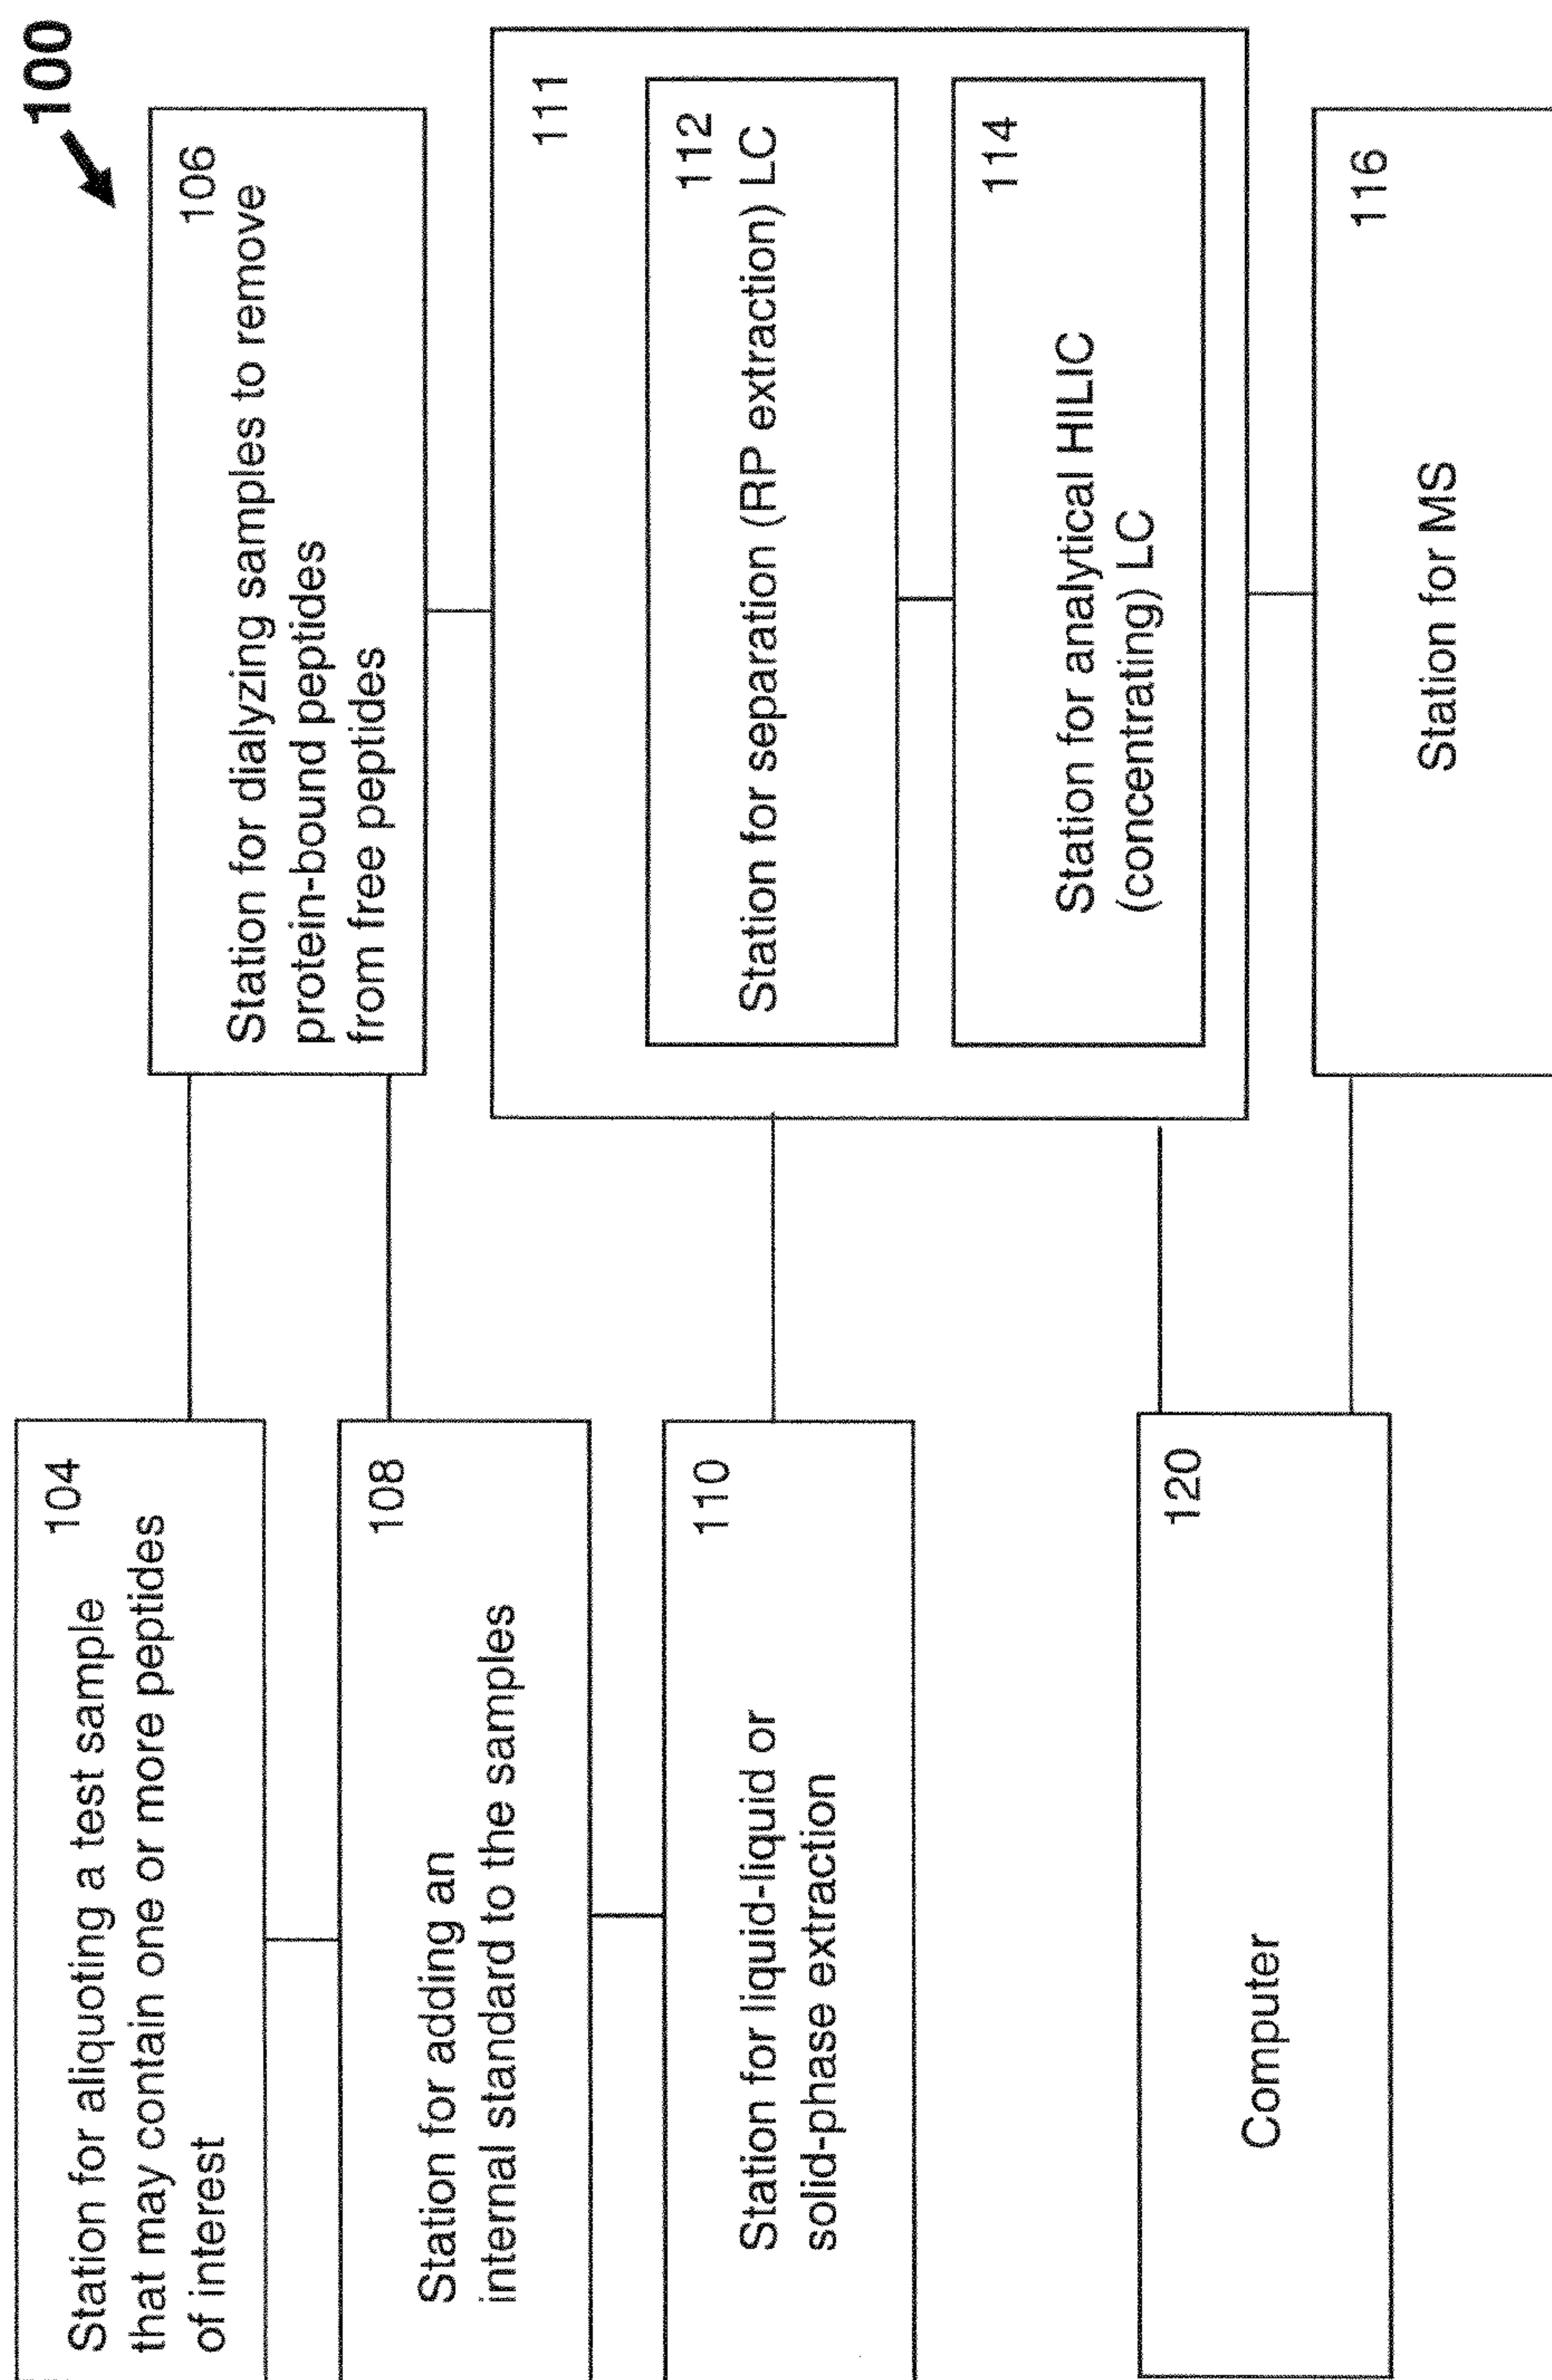 100
104
Station for aliquoting a test sample
that may contain one or more peptides
of interest
106
Station for dialyzing samples to remove
protein-bound peptides
from free peptides
108
Station for adding an
internal standard to the samples
110
Station for liquid-liquid or
solid-phase extraction
111
112
Station for separation (RP extraction) LC
114
Station for analytical HILIC
(concentrating) LC
120
Computer
116
Station for MS